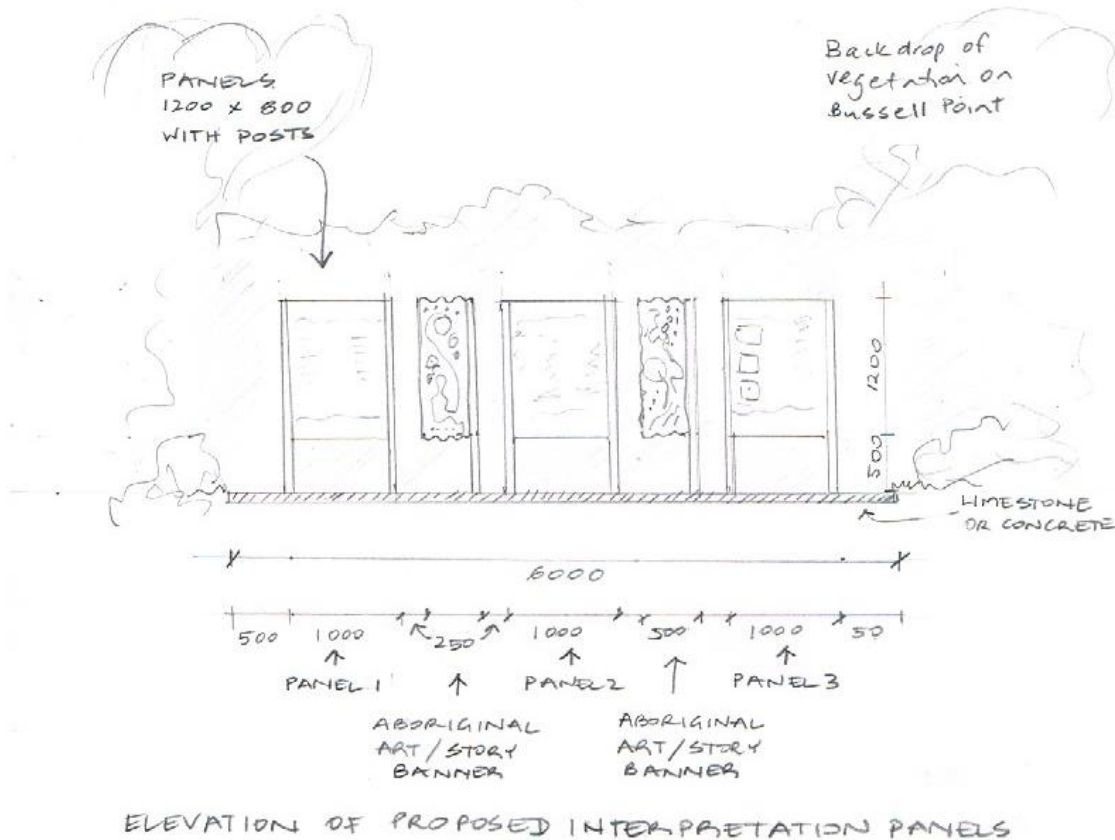 PANELS
1200 x 800
WITH POSTS
Backdrop of
vegetation on
Bussell Point
1200
500
LIMESTONE
OR CONCRETE
6000
500 1000 250 1000 500 1000 50
PANEL 1 PANEL 2 PANEL 3
ABORIGINAL ABORIGINAL
ART/STORY ART/STORY
BANNER BANNER
ELEVATION OF PROPOSED INTERPRETATION PANELS